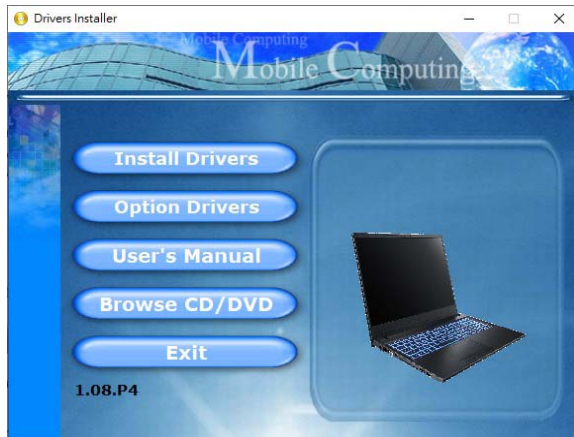 Drivers Installer
Mobile Computing
Mobile Computing
Install Drivers
Option Drivers
User's Manual
Browse CD/DVD
Exit
1.08.P4